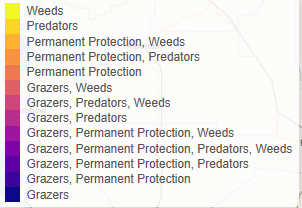 Weeds
Predators
Permanent Protection, Weeds
Permanent Protection, Predators
Permanent Protection
Grazers, Weeds
Grazers, Predators, Weeds
Grazers, Predators
Grazers, Permanent Protection, Weeds
Grazers, Permanent Protection, Predators, Weeds
Grazers, Permanent Protection, Predators
Grazers, Permanent Protection
Grazers